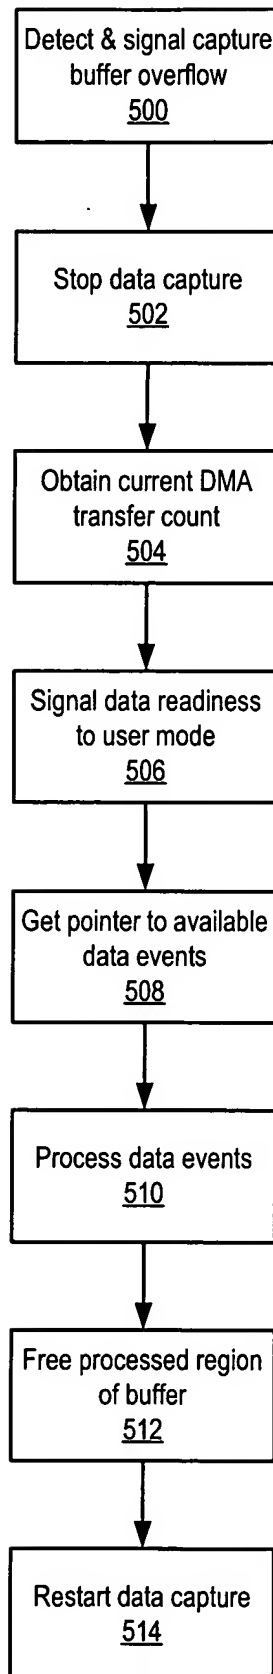 Detect & signal capture
buffer overflow
500
Stop data capture
502
Obtain current DMA
transfer count
504
Signal data readiness
to user mode
506
Get pointer to available
data events
508
Process data events
510
Free processed region
of buffer
512
Restart data capture
514